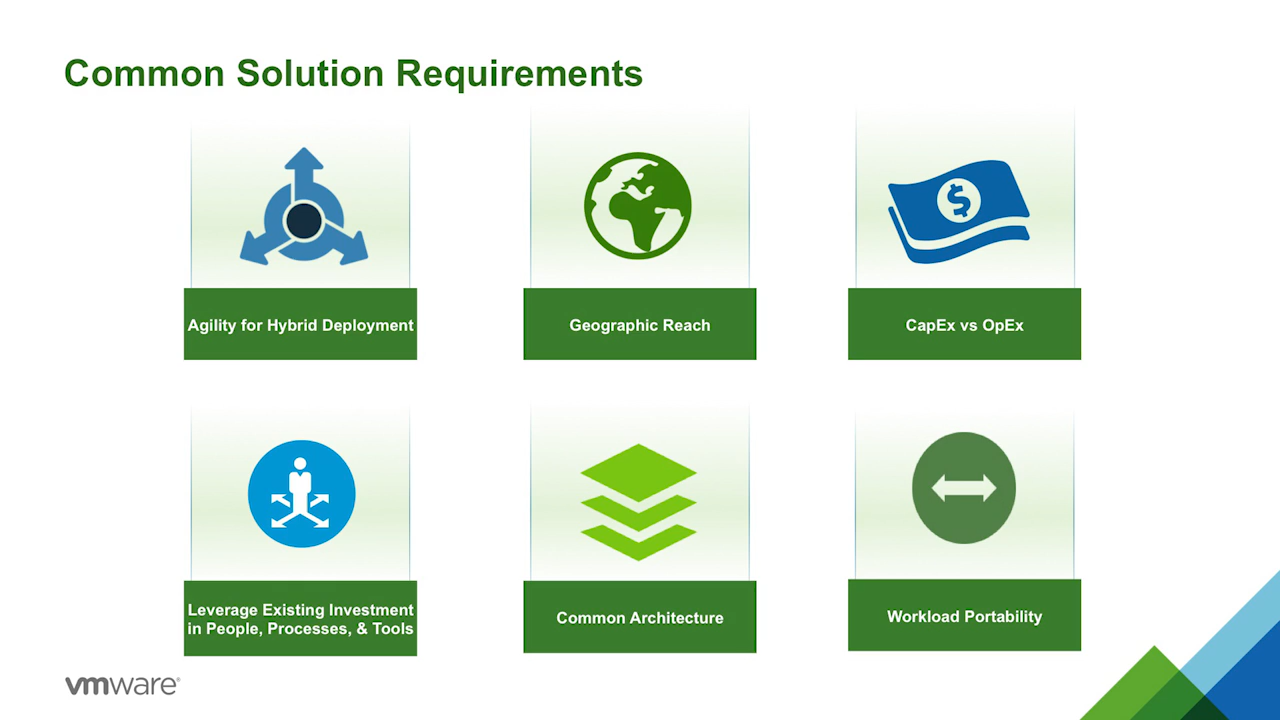 Common Solution Requirements
Agility for Hybrid Deployment
Geographic Reach
CapEx vs OpEx
Leverage Existing Investment
in People, Processes, & Tools
Common Architecture
Workload Portability
vmware®